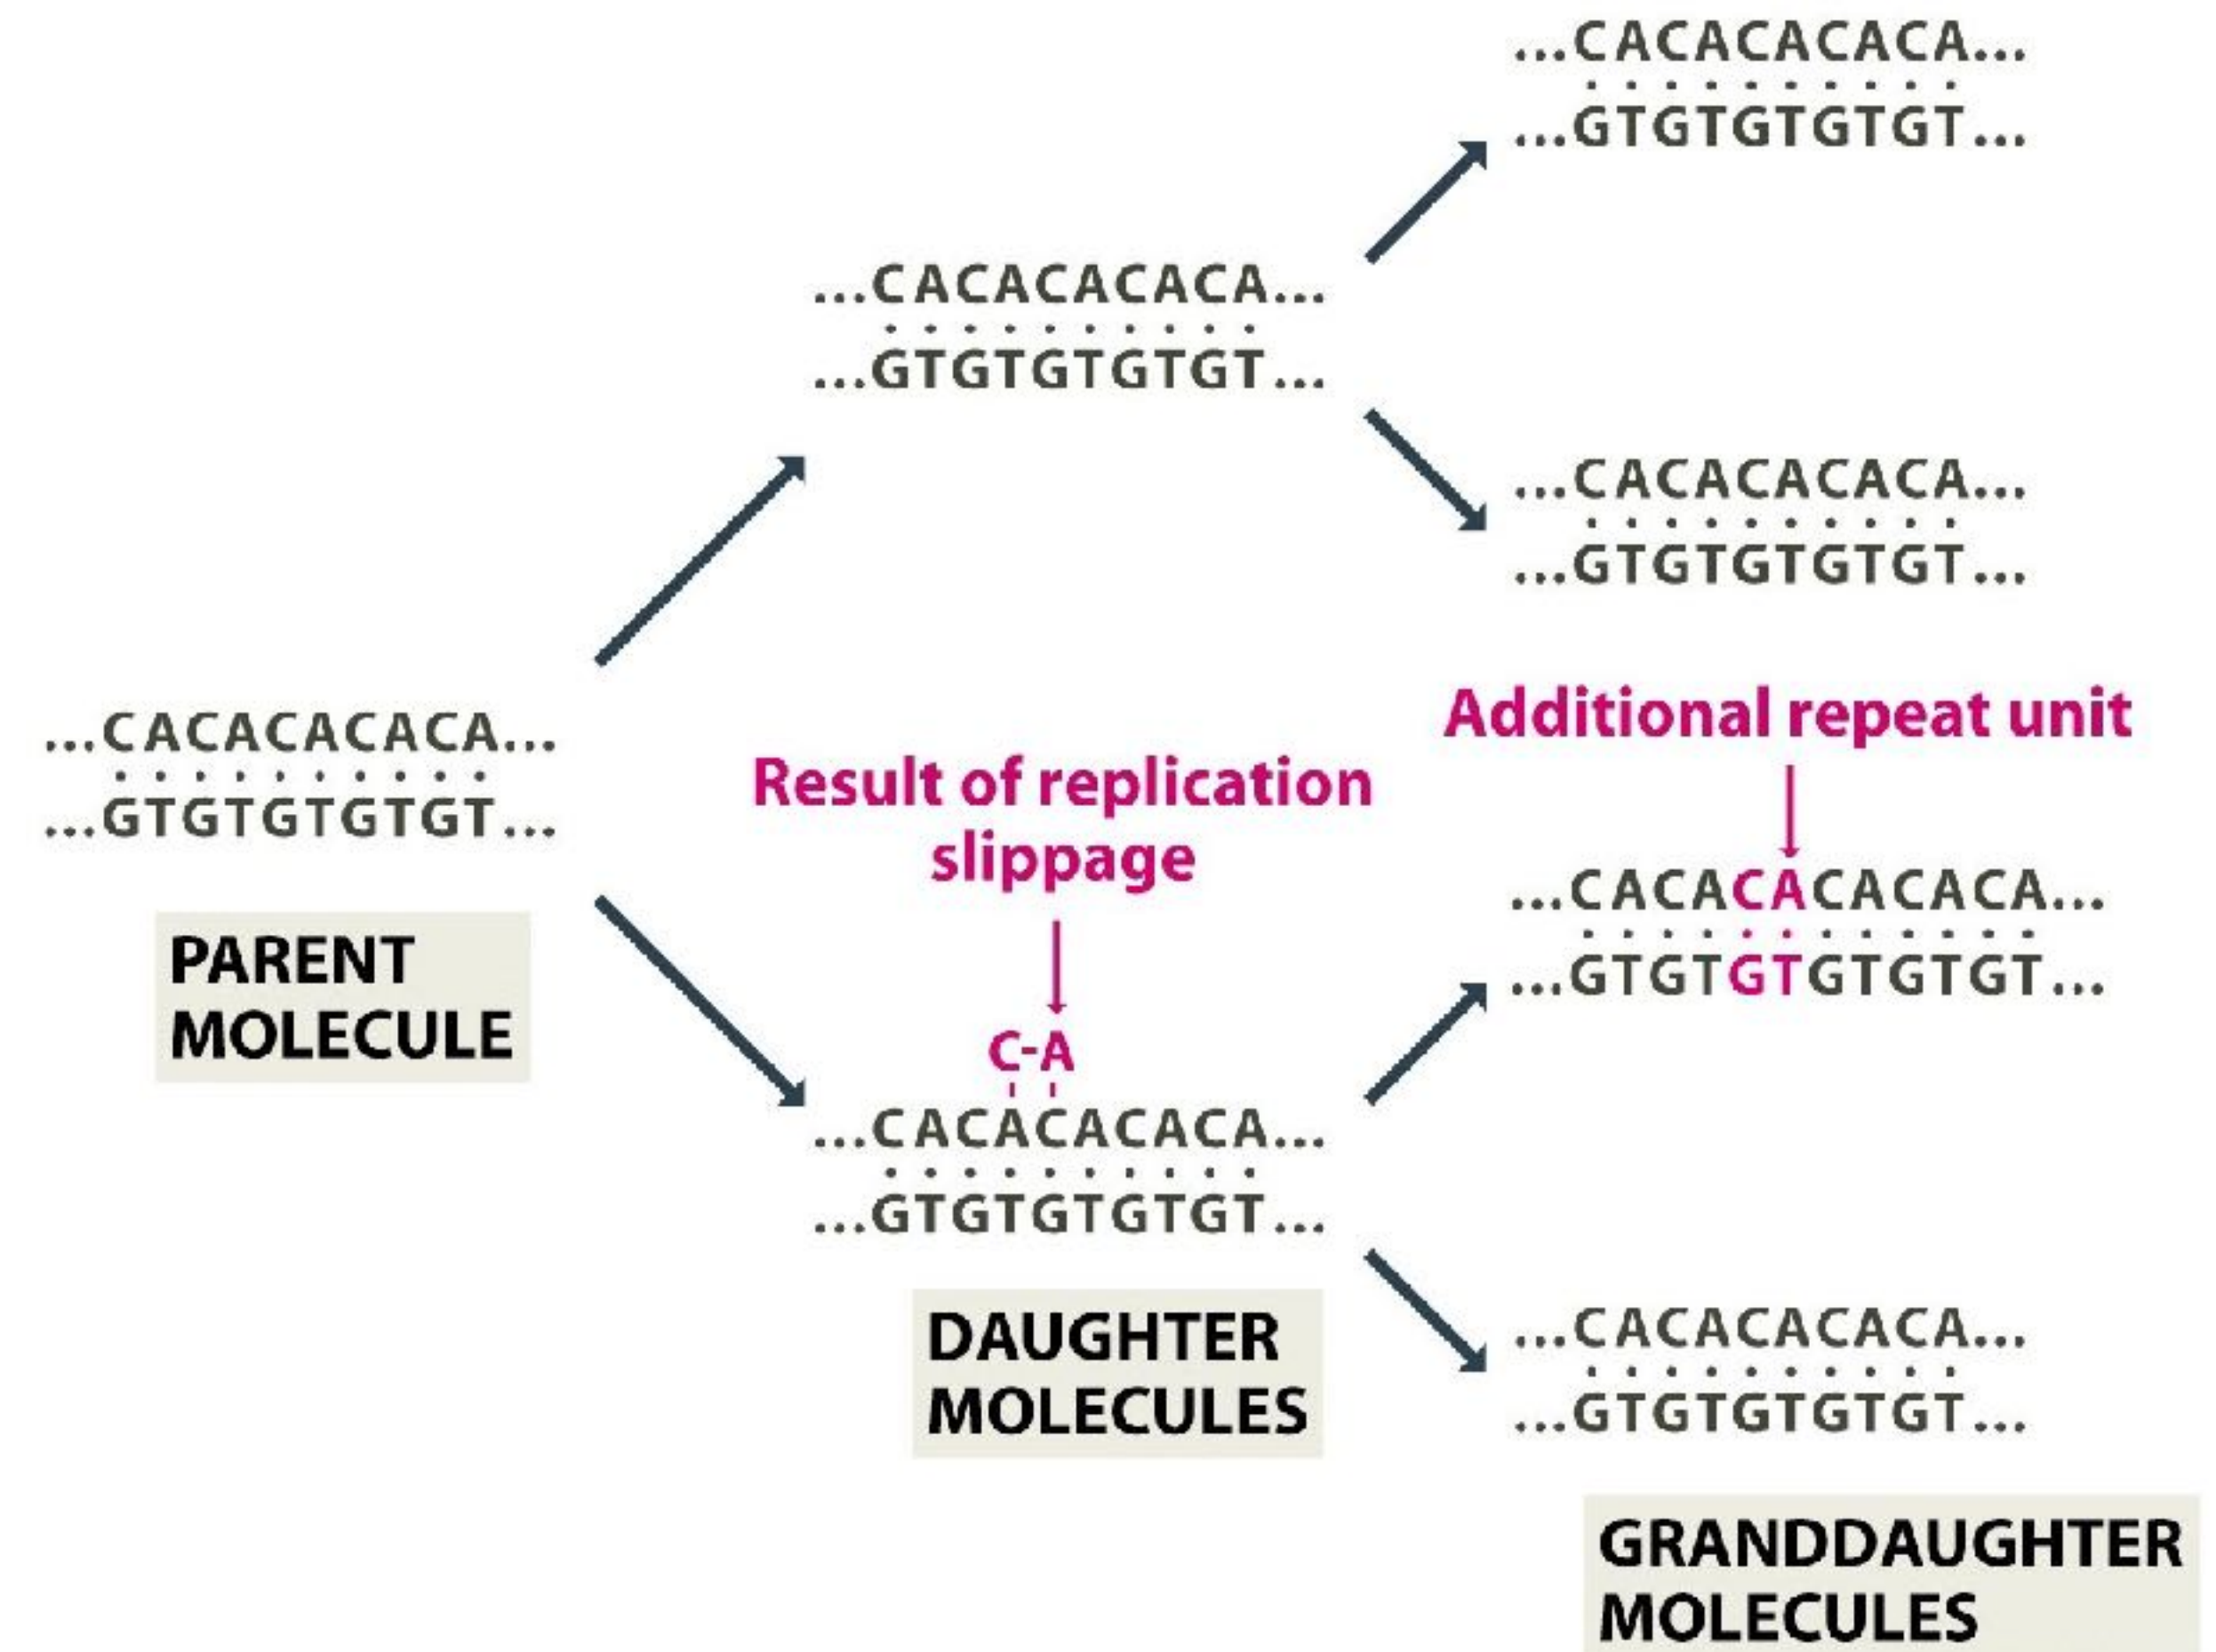 ...CACACACACA...
...GTGTGTGTGT...
...CACACACACA...
...GTGTGTGTGT...
...CACACACACA...
...GTGTGTGTGT...
...CACACACACA...
...GTGTGTGTGT...
PARENT
MOLECULE
Result of replication
slippage
C-A
...CACACACACA...
...GTGTGTGTGT...
DAUGHTER
MOLECULES
Additional repeat unit
...CACACACACACA...
...GTGTGTGTGTGT...
...CACACACACA...
...GTGTGTGTGT...
GRANDDAUGHTER
MOLECULES